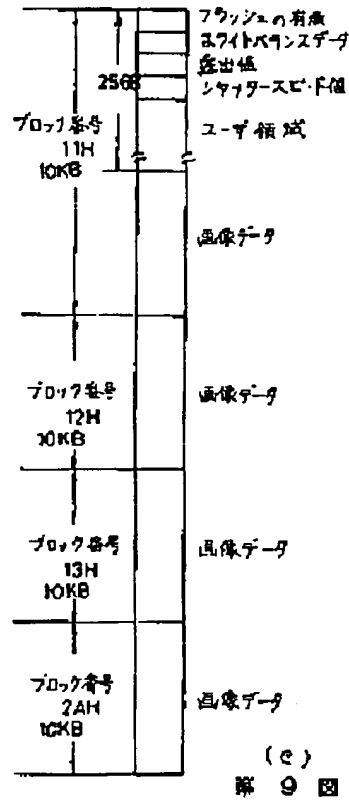 フラッシュの有無
ホワイトバランスデータ
露出値
シャッタースピード値
256B
ユーザ領域
ブロック番号
11H
10KB
画像データ
ブロック番号
12H
10KB
画像データ
ブロック番号
13H
10KB
画像データ
ブロック番号
2AH
10KB
画像データ
(e)
第 9 図